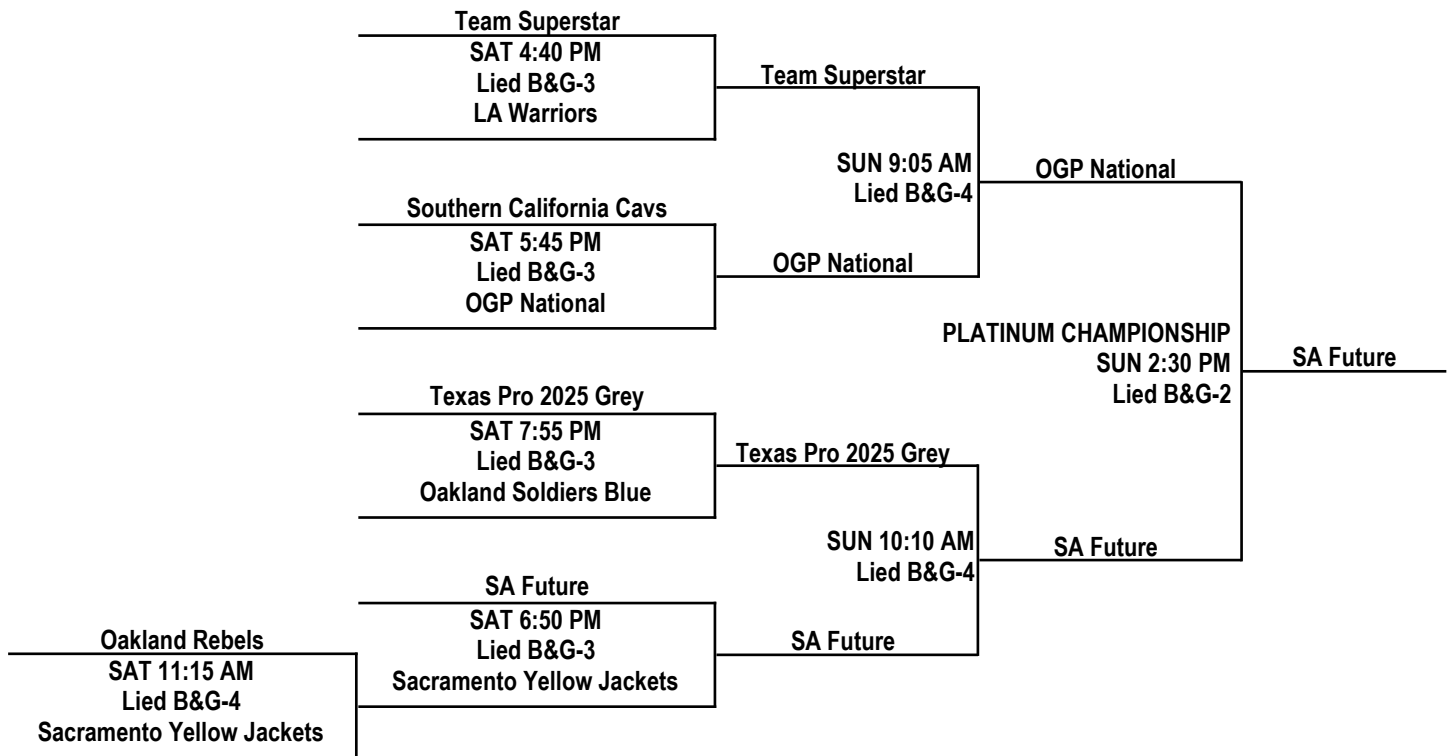 Team Superstar
SAT 4:40 PM
Lied B&G-3
LA Warriors
Team Superstar
SUN 9:05 AM
Lied B&G-4
OGP National
Southern California Cavs
SAT 5:45 PM
Lied B&G-3
OGP National
OGP National
PLATINUM CHAMPIONSHIP
SUN 2:30 PM
Lied B&G-2
SA Future
Texas Pro 2025 Grey
SAT 7:55 PM
Lied B&G-3
Oakland Soldiers Blue
Texas Pro 2025 Grey
SUN 10:10 AM
Lied B&G-4
SA Future
SA Future
SAT 6:50 PM
Lied B&G-3
Sacramento Yellow Jackets
SA Future
Oakland Rebels
SAT 11:15 AM
Lied B&G-4
Sacramento Yellow Jackets